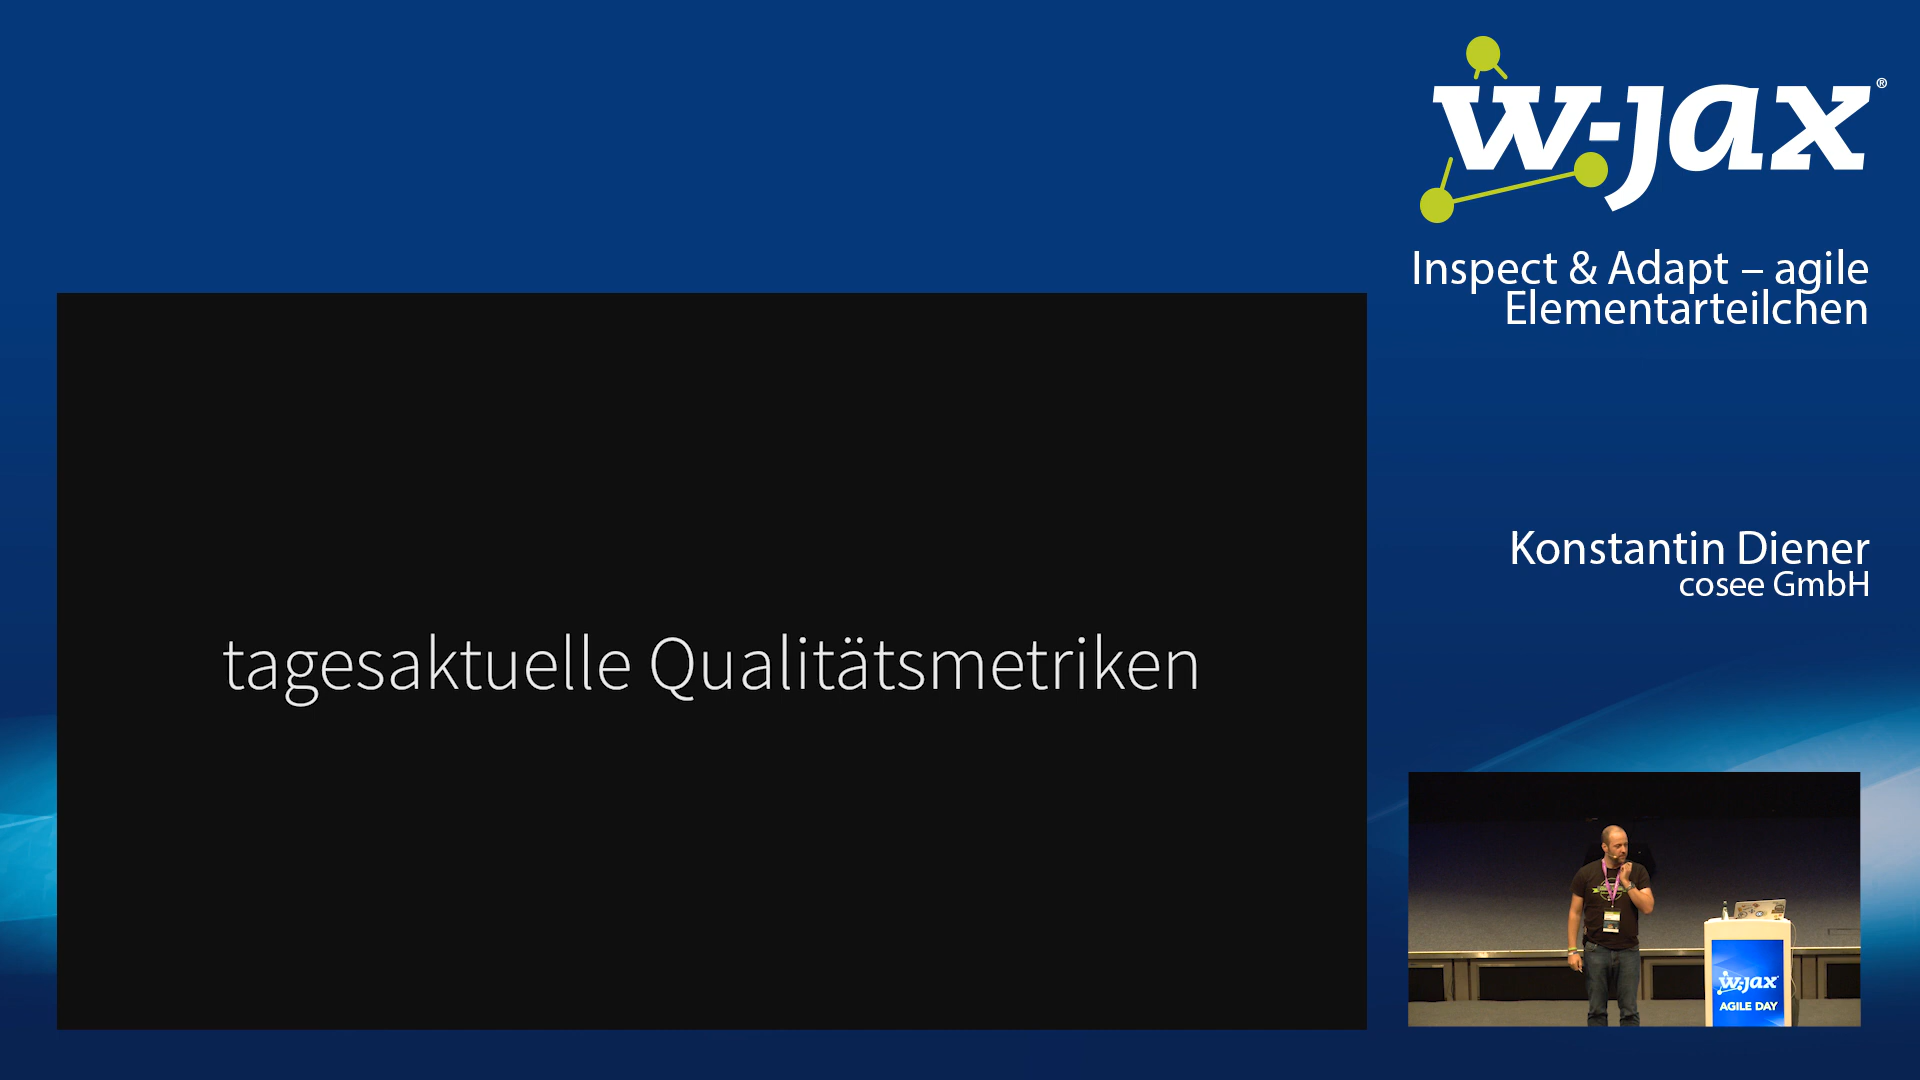 w-jax®
Inspect & Adapt – agile
Elementarteilchen
tagesaktuelle Qualitätsmetriken
Konstantin Diener
cosee GmbH
w-jax
AGILE DAY